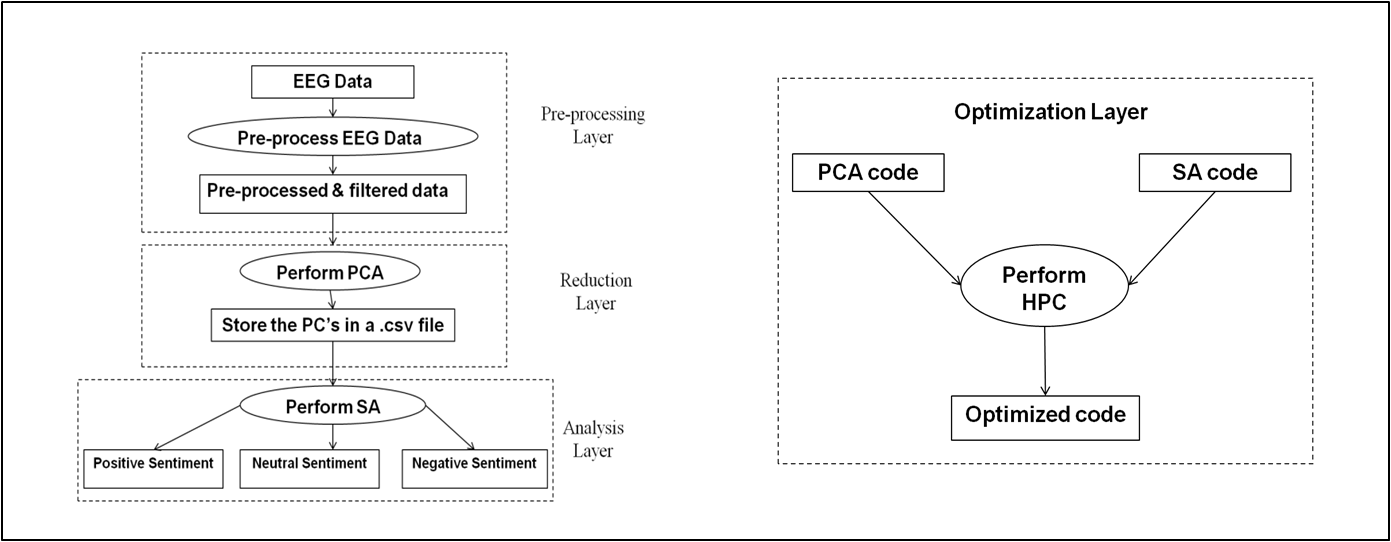 EEG Data
Pre-process EEG Data
Pre-processed & filtered data
Pre-processing
Layer
Perform PCA
Store the PC's in a .csv file
Reduction
Layer
Perform SA
Positive Sentiment
Neutral Sentiment
Negative Sentiment
Analysis
Layer
Optimization Layer
PCA code
SA code
Perform
HPC
Optimized code